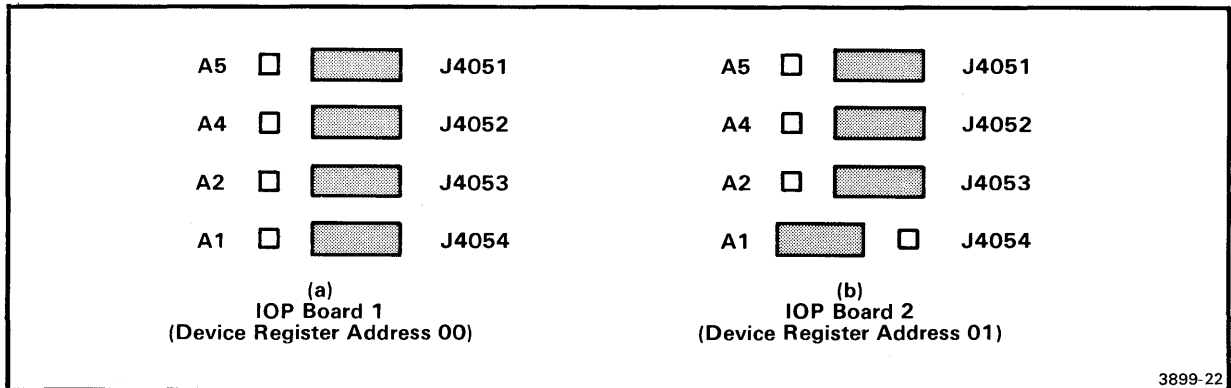 A5 J4051 A5 J4051
A4 J4052 A4 J4052
A2 J4053 A2 J4053
A1 J4054 A1 J4054
(a) (b)
IOP Board 1 IOP Board 2
(Device Register Address 00) (Device Register Address 01)
3899-22